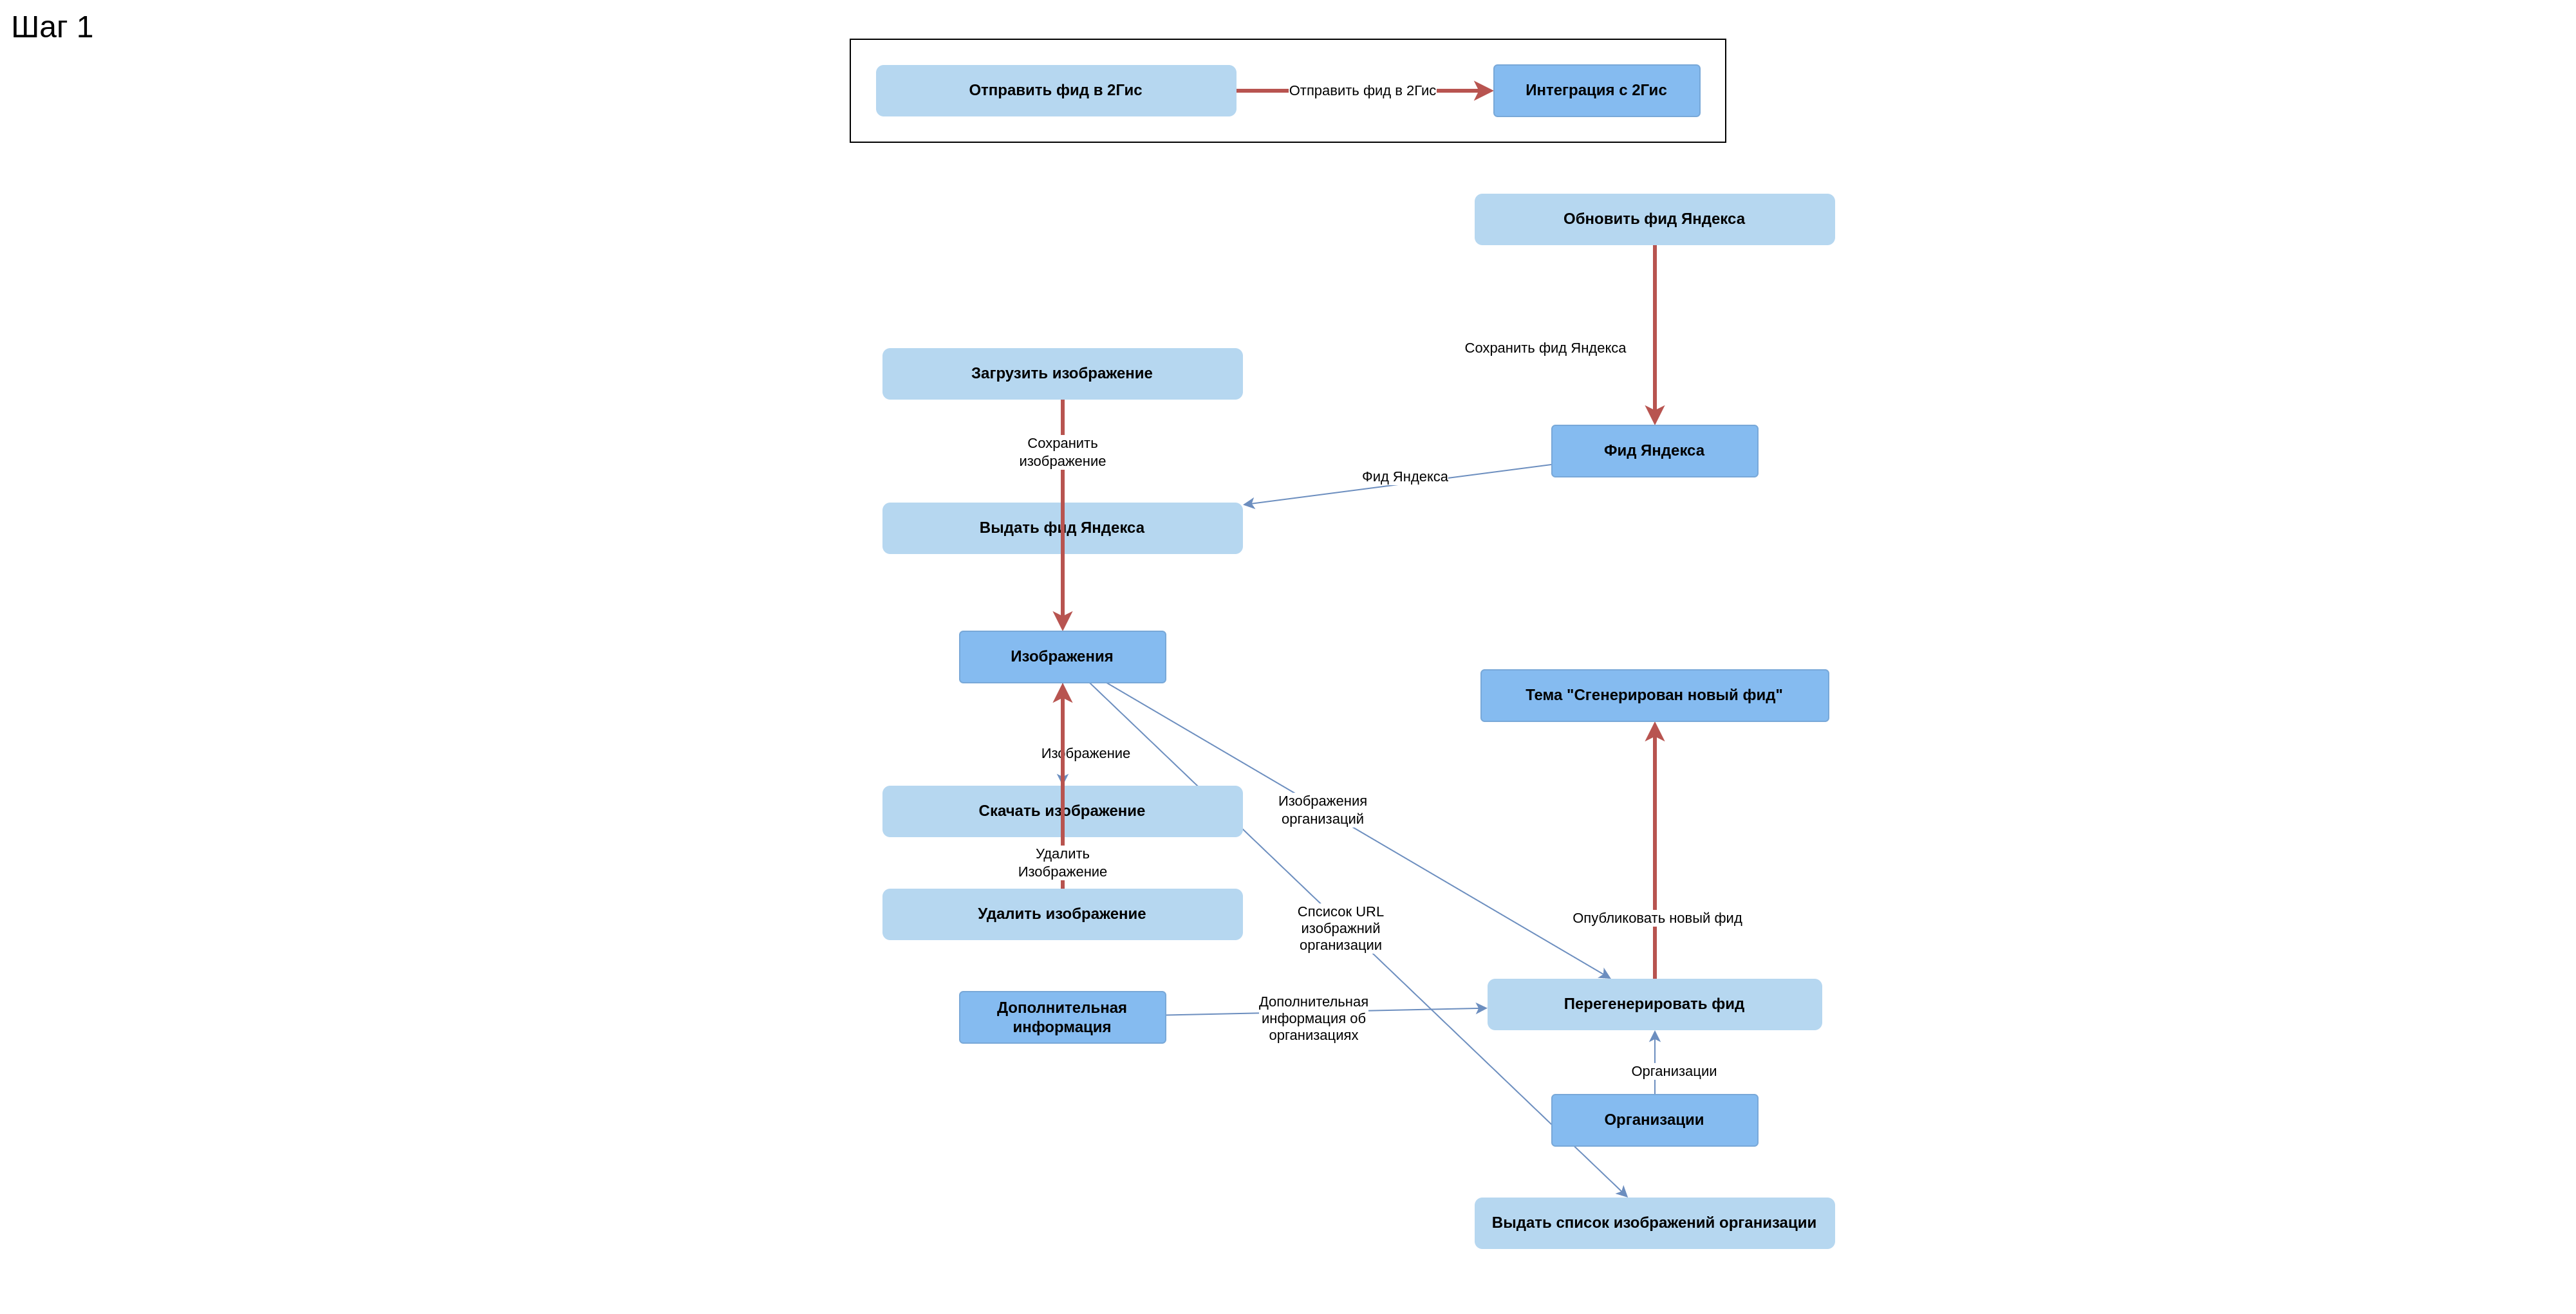 Шаг 1
Отправить фид в 2Гис
Отправить фид в 2Гис
Интеграция с 2Гис
Обновить фид Яндекса
Сохранить фид Яндекса
Загрузить изображение
Сохранить
изображение
Фид Яндекса
Фид Яндекса
Выдать фид Яндекса
Изображения
Тема "Сгенерирован новый фид"
Изображение
Скачать изображение
Изображения
организаций
Удалить
Изображение
Удалить изображение
Спсисок URL
изображний
организации
Опубликовать новый фид
Дополнительная
информация
Дополнительная
информация об
организациях
Перегенерировать фид
Организации
Организации
Выдать список изображений организации